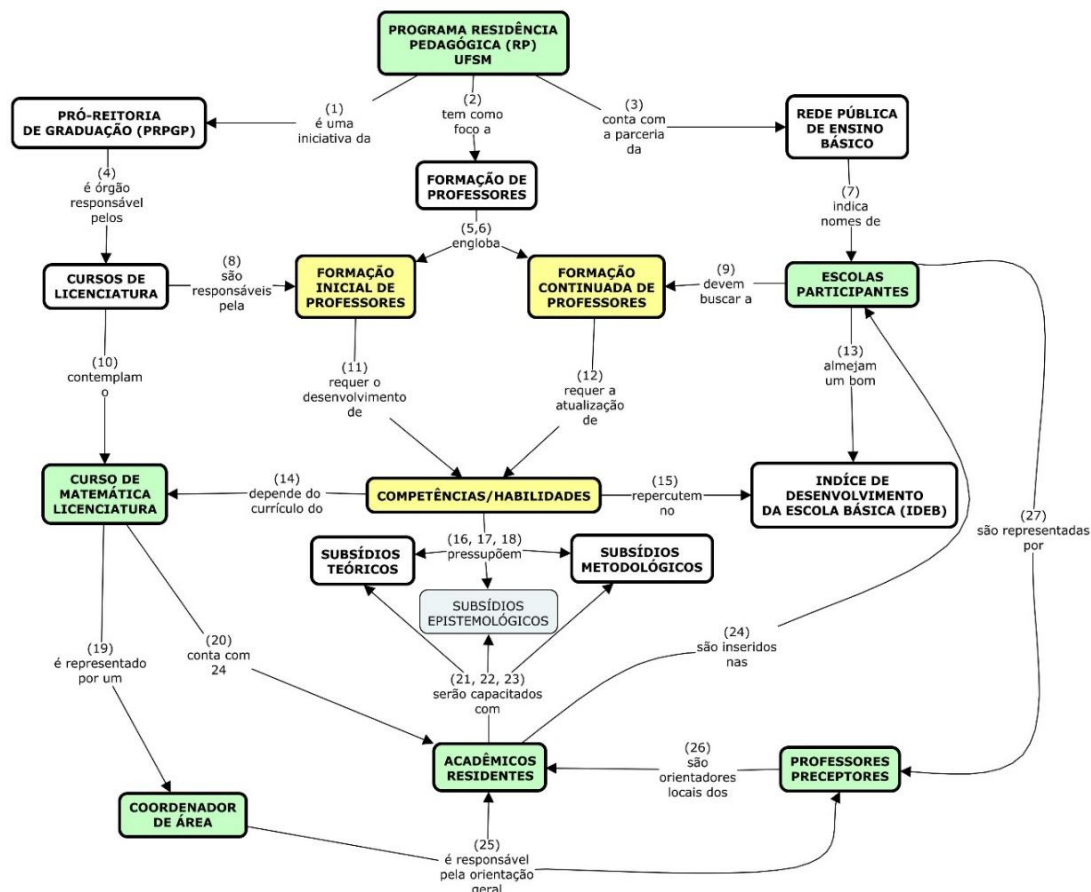 PROGRAMA RESIDÊNCIA
PEDAGÓGICA (RP)
UFSM
(1)
é uma
iniciativa da
(2)
tem como
foco a
(3)
conta com
a parceria
da
PRÓ-REITORIA
DE GRADUAÇÃO (PRPGP)
REDE PÚBLICA
DE ENSINO
BÁSICO
FORMAÇÃO DE
PROFESSORES
(4)
é órgão
responsável
pelos
(5,6)
engloba
(7)
indica
nomes de
CURSOS DE
LICENCIATURA
(8)
são
responsáveis
pela
FORMAÇÃO
INICIAL DE
PROFESSORES
FORMAÇÃO
CONTINUADA DE
PROFESSORES
(9)
devem
buscar a
ESCOLAS
PARTICIPANTES
(10)
contemplam
o
(11)
requer o
desenvolvimento
de
(12)
requer a
atualização
de
(13)
almejam
um bom
CURSO DE
MATEMÁTICA
LICENCIATURA
(14)
depende do
currículo do
COMPETÊNCIAS/HABILIDADES
(15)
repercutem
no
INDÍCE DE
DESENVOLVIMENTO
DA ESCOLA BÁSICA (IDEB)
(27)
são representadas
por
(16, 17, 18)
pressupõem
SUBSÍDIOS
TEÓRICOS
SUBSÍDIOS
METODOLÓGICOS
SUBSÍDIOS
EPISTEMOLÓGICOS
(19)
é representado
por um
(20)
conta com
24
(21, 22, 23)
serão capacitados
com
(24)
são inseridos
nas
ACADÊMICOS
RESIDENTES
(26)
são
orientadores
locais dos
PROFESSORES
PRECEPTORES
COORDENADOR
DE ÁREA
(25)
é responsável
pela orientação
geral